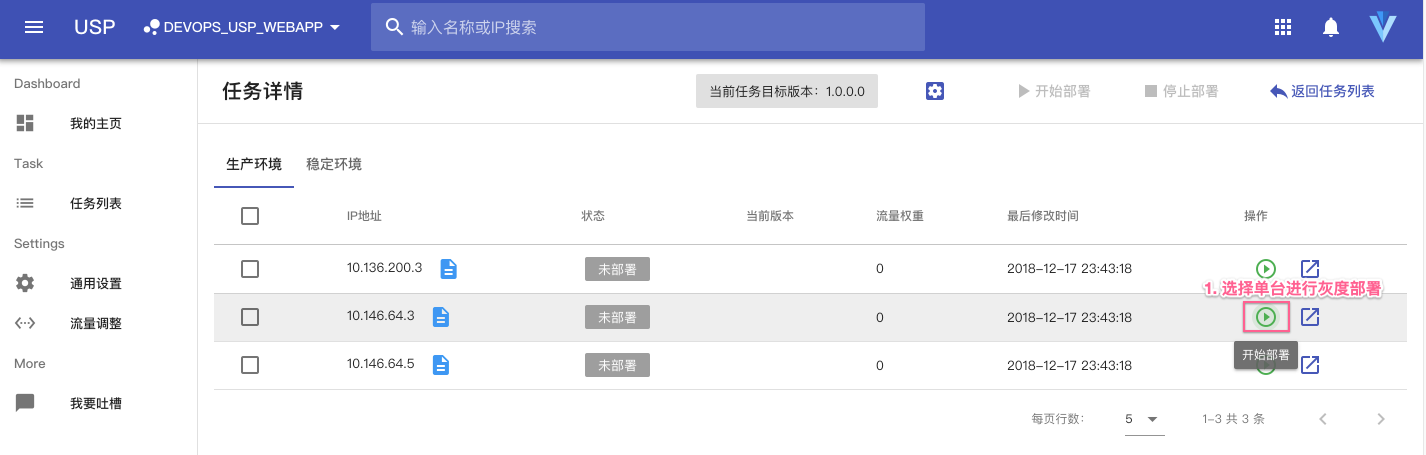 USP DEVOPS_USP_WEBAPP 输入名称或IP搜索
Dashboard
我的主页
Task
任务列表
Settings
通用设置
流量调整
More
我要吐槽
任务详情 当前任务目标版本：1.0.0.0 开始部署 停止部署 返回任务列表
生产环境 稳定环境
IP地址 状态 当前版本 流量权重 最后修改时间 操作
10.136.200.3 未部署 0 2018-12-17 23:43:18
1. 选择单台进行灰度部署
10.146.64.3 未部署 0 2018-12-17 23:43:18
开始部署
10.146.64.5 未部署 0 2018-12-17 23:43:18
每页行数： 5 1-3 共 3 条